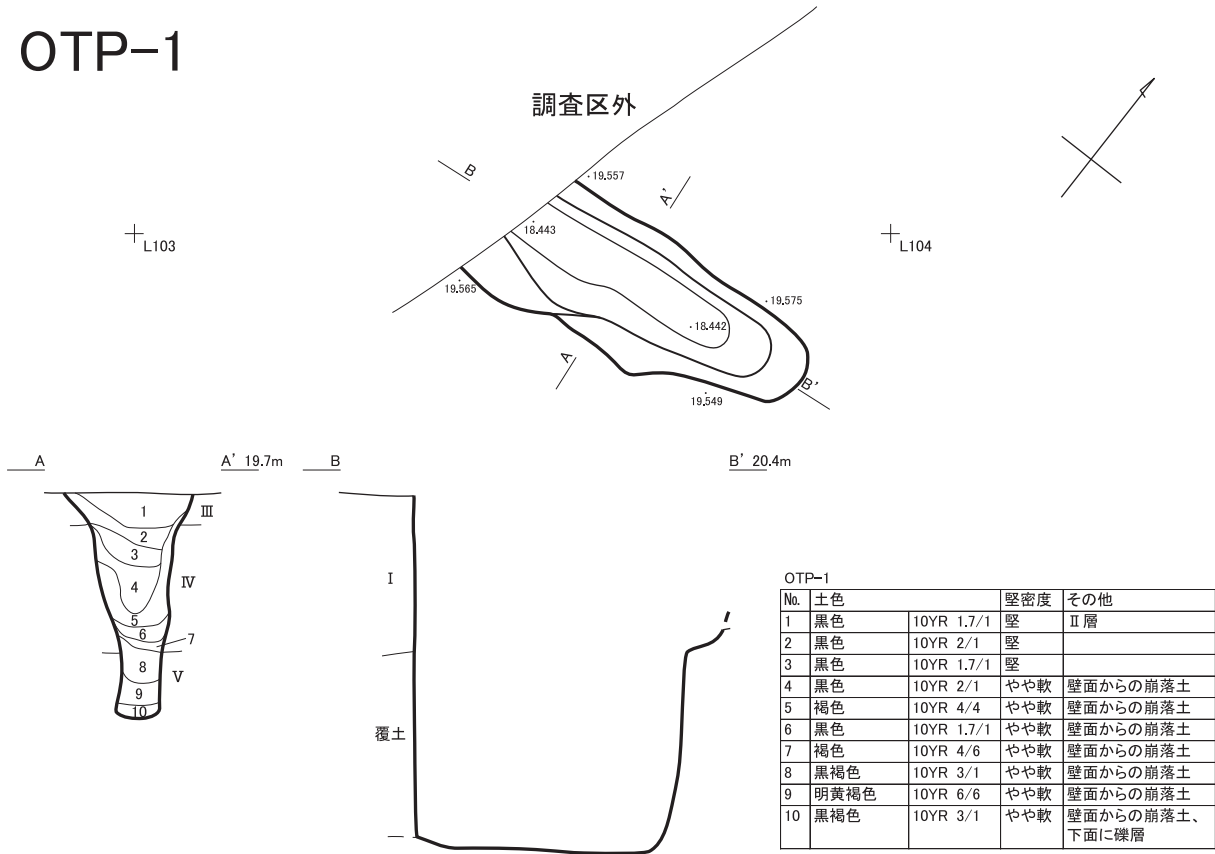 OTP-1
調査区外
B
A'
・19.557
18.443
L103
L104
19.565
・19.575
・18.442
A
B'
19.549
A
A' 19.7m
B
B' 20.4m
1
Ⅲ
2
3
4
Ⅳ
5
6
7
8
Ⅴ
9
10
I
覆土
OTP-1
No. 土色 堅密度 その他
1 黒色 10YR 1.7/1 堅 Ⅱ層
2 黒色 10YR 2/1 堅
3 黒色 10YR 1.7/1 堅
4 黒色 10YR 2/1 やや軟 壁面からの崩落土
5 褐色 10YR 4/4 やや軟 壁面からの崩落土
6 黒色 10YR 1.7/1 やや軟 壁面からの崩落土
7 褐色 10YR 4/6 やや軟 壁面からの崩落土
8 黒褐色 10YR 3/1 やや軟 壁面からの崩落土
9 明黄褐色 10YR 6/6 やや軟 壁面からの崩落土
10 黒褐色 10YR 3/1 やや軟 壁面からの崩落土、
下面に礫層